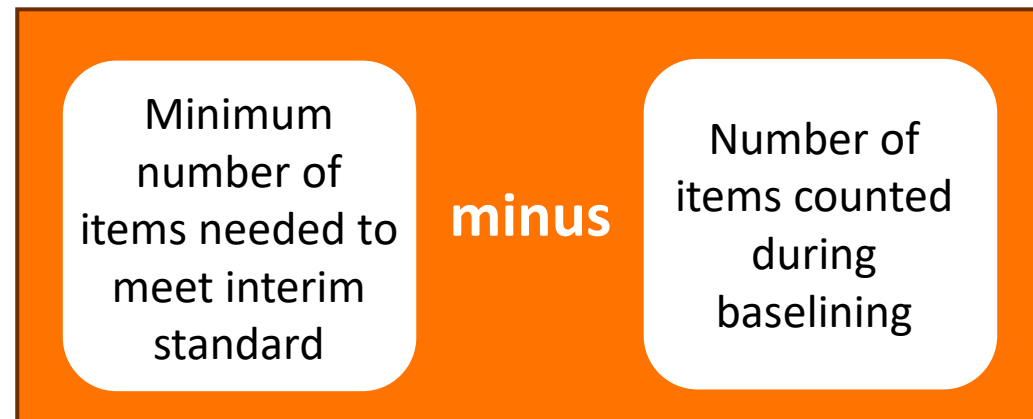 Minimum
number of
items needed to
meet interim
standard
minus
Number of
items counted
during
baselining